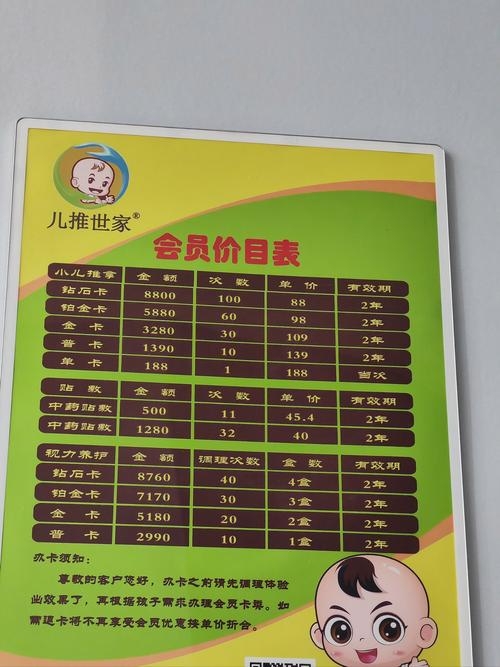 儿推世家®
会员价目表
小儿推拿 金额 次数 单价 有效期
钻石卡 8800 100 88 2年
铂金卡 5880 60 98 2年
金卡 3280 30 109 2年
普卡 1390 10 139 2年
单卡 188 1 188 当次
贴敷 金额 次数 单价 有效期
中药贴敷 500 11 45.4 2年
中药贴敷 1280 32 40 2年
视力养护 金额 调理次数 盒数 有效期
钻石卡 8760 40 4盒 2年
铂金卡 7170 30 3盒 2年
金卡 5180 20 2盒 2年
普卡 2990 10 1盒 2年
办卡须知:
尊敬的客户您好,办卡之前请先调理体验
出效果了,再根据孩子需求办理会员卡类。如
需退卡将不再享受会员优惠按单价折合。